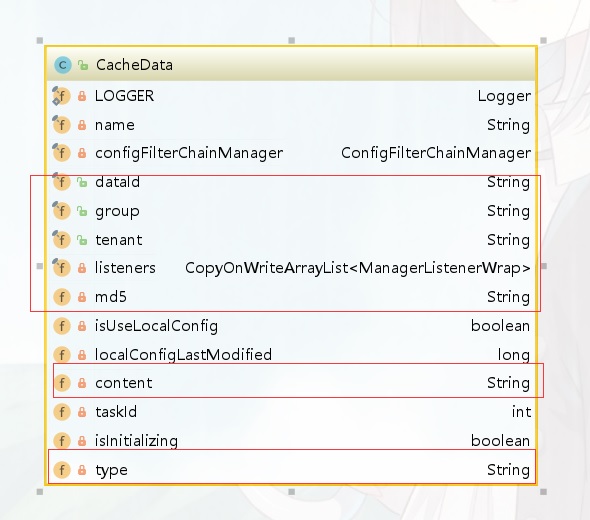 CacheData
LOGGER Logger
name String
configFilterChainManager ConfigFilterChainManager
dataId String
group String
tenant String
listeners CopyOnWriteArrayList<ManagerListenerWrap>
md5 String
isUseLocalConfig boolean
localConfigLastModified long
content String
taskId int
isInitializing boolean
type String